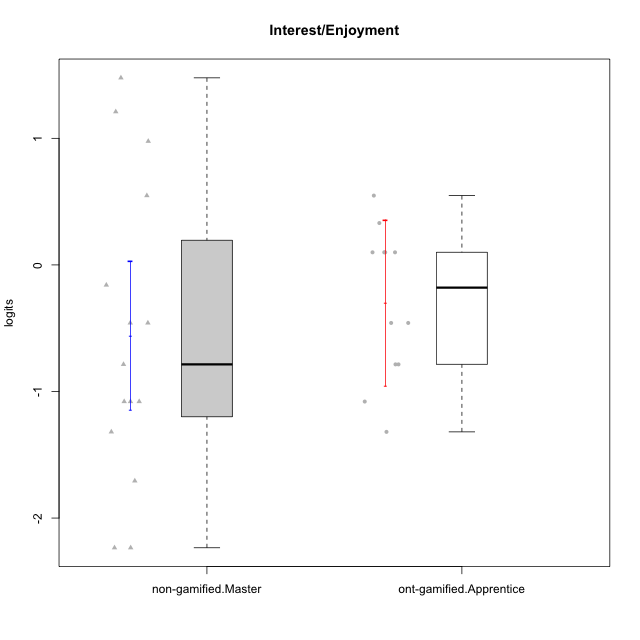 Interest/Enjoyment
logits
1
0
-1
-2
non-gamified.Master
ont-gamified.Apprentice